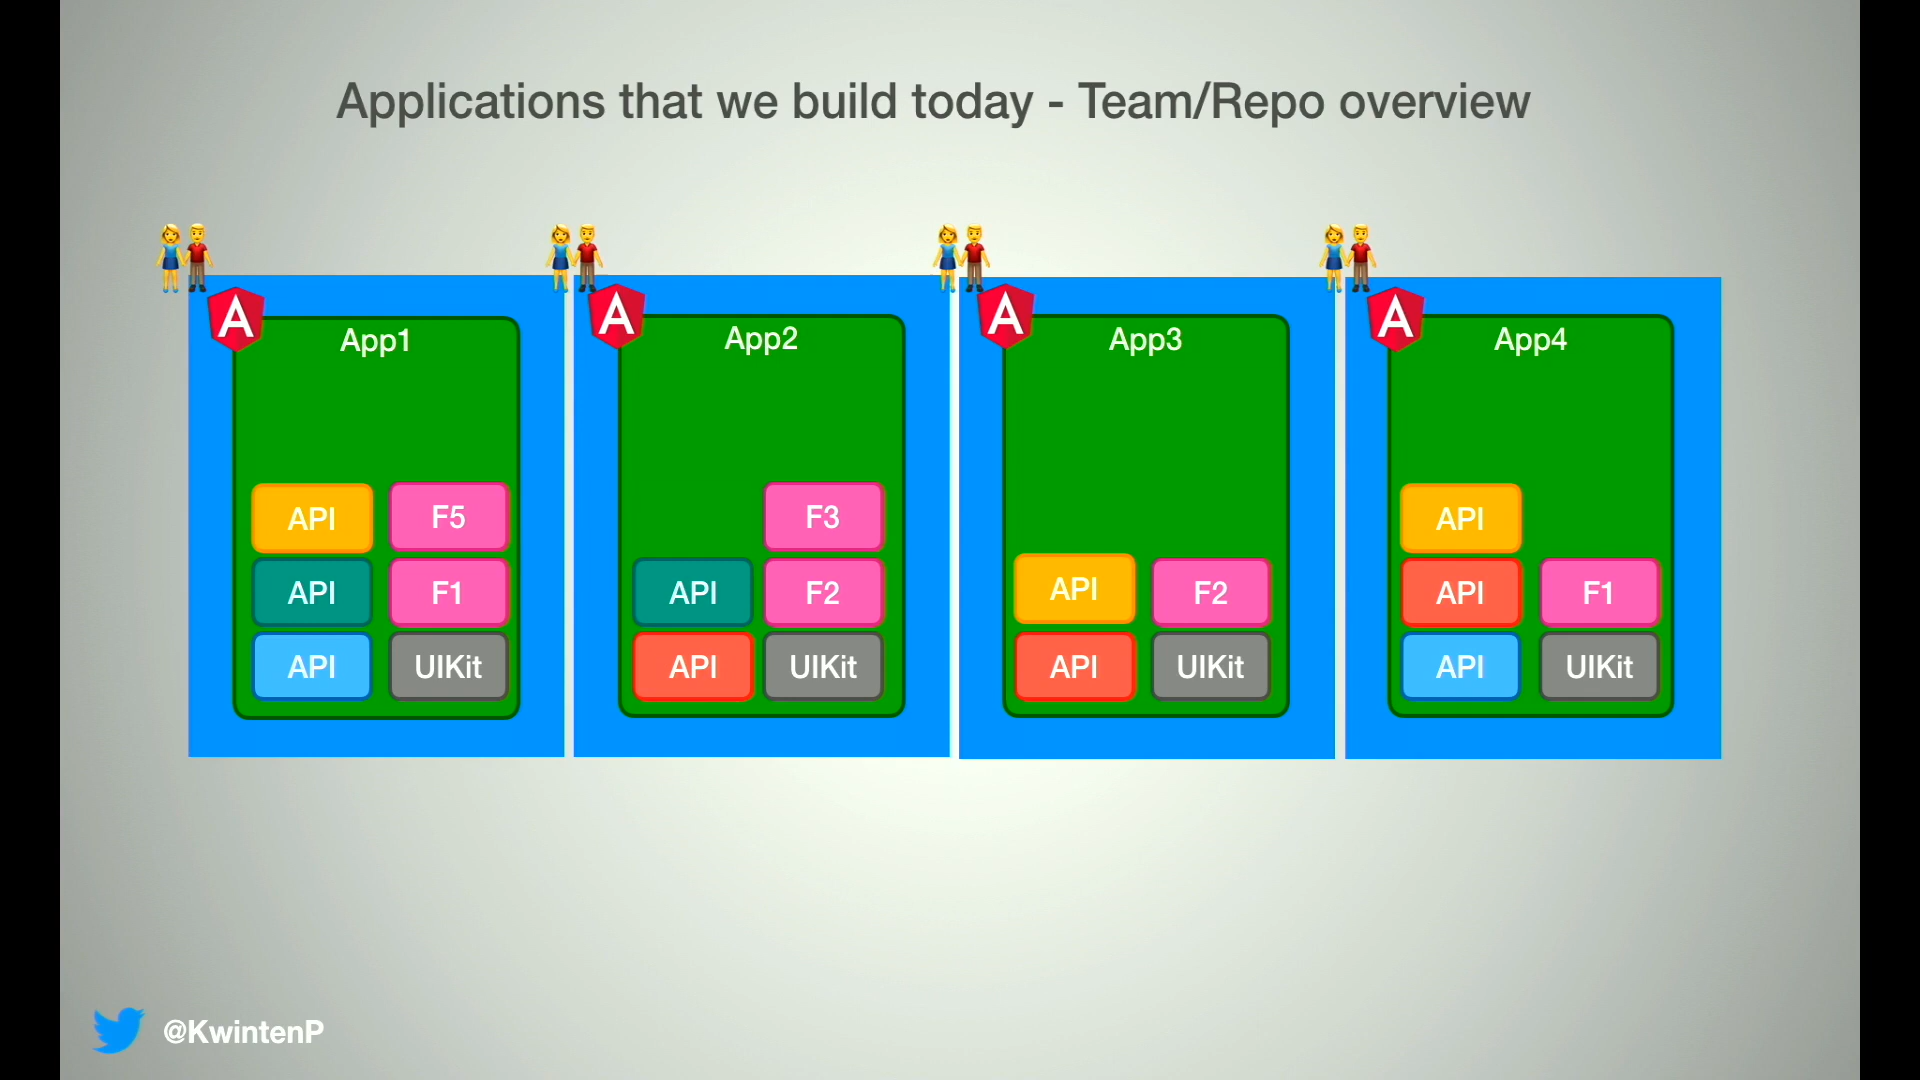 Applications that we build today - Team/Repo overview
A
App1
API
F5
API
F1
API
UIKit
A
App2
F3
API
F2
API
UIKit
A
App3
API
F2
API
UIKit
A
App4
API
API
F1
API
UIKit
@KwintenP